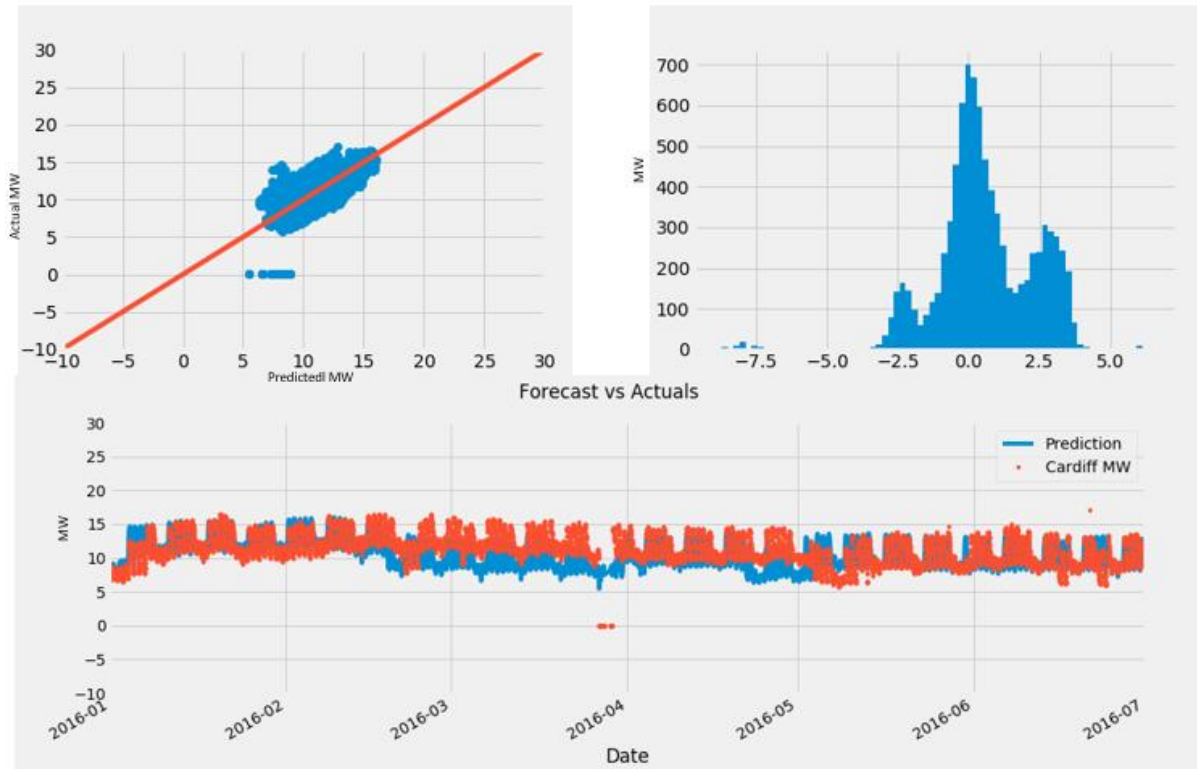 30
25
20
15
10
5
0
−5
−10
Actual MW
−10 −5 0 5 10 15 20 25 30
Predictedl MW
700
600
500
400
300
200
100
0
MW
−7.5 −5.0 −2.5 0.0 2.5 5.0
Forecast vs Actuals
30
25
20
15
10
5
0
−5
−10
MW
Prediction
Cardiff MW
2016-01 2016-02 2016-03 2016-04 2016-05 2016-06 2016-07
Date